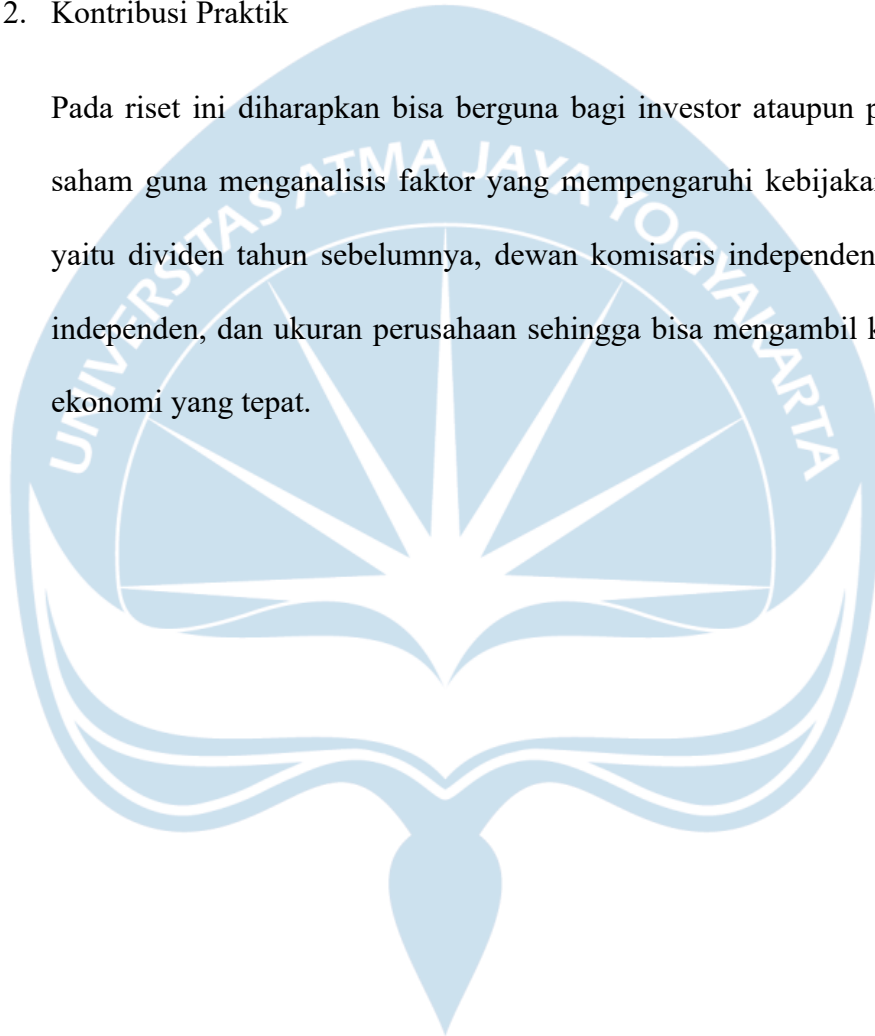 2. Kontribusi Praktik
Pada riset ini diharapkan bisa berguna bagi investor ataupun
saham guna menganalisis faktor yang mempengaruhi
yaitu dividen tahun sebelumnya, dewan komisaris independen
independen, dan ukuran perusahaan sehingga bisa mengambil
ekonomi yang tepat.
UNIVERSITAS ATMA JAYA YOGYAKARTA